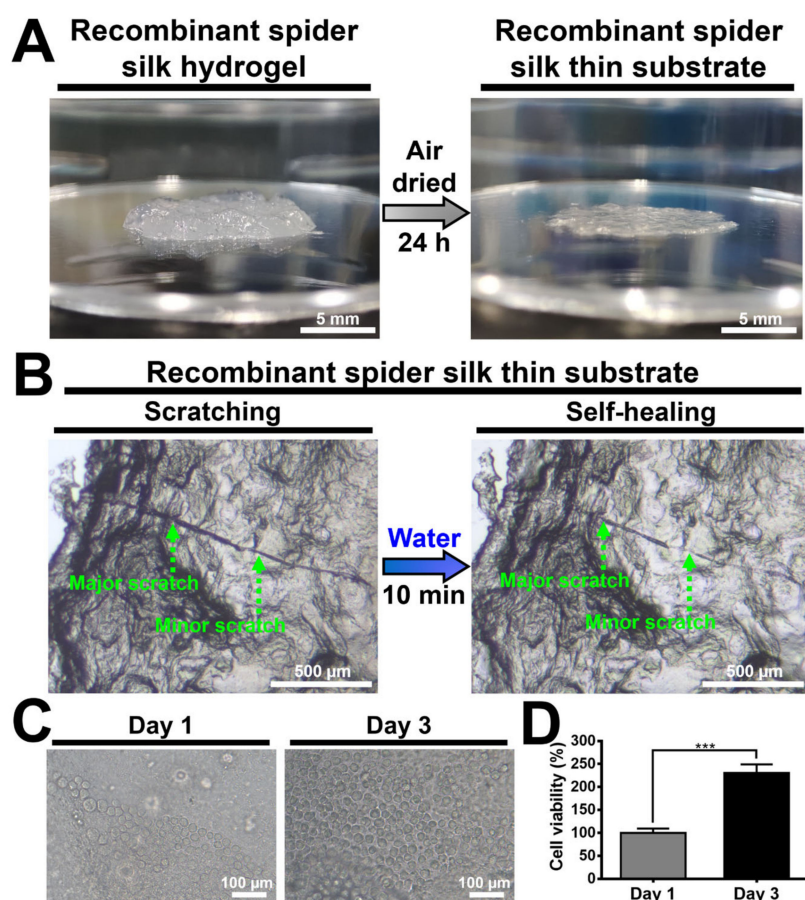 A
Recombinant spider
silk hydrogel
Recombinant spider
silk thin substrate
Air
dried
24 h
5 mm
5 mm
B
Recombinant spider silk thin substrate
Scratching
Self-healing
Major scratch
Minor scratch
500 μm
Water
10 min
Major scratch
Minor scratch
500 μm
C
Day 1
Day 3
100 μm
100 μm
D
Cell viability (%)
300
250
200
150
100
50
0
***
Day 1
Day 3